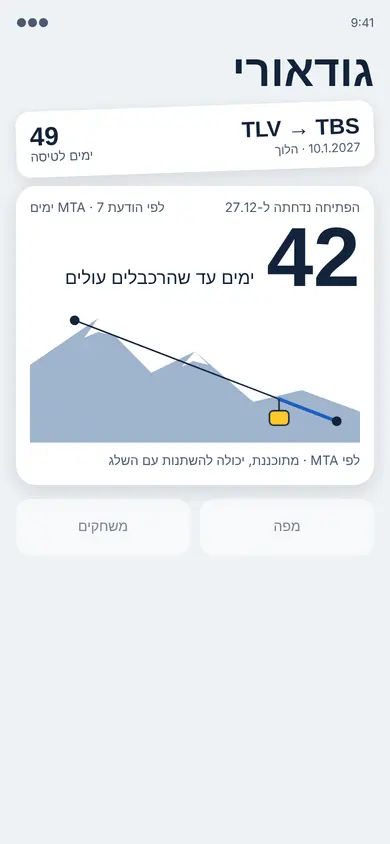 9:41
גודאורי
TLV → TBS
10.1.2027 · הלוך
49
ימים לטיסה
הפתיחה נדחתה ל-27.12
לפי הודעת MTA · 7 ימים
42 ימים עד שהרכבלים עולים
לפי MTA · מתוכננת, יכולה להשתנות עם השלג
מפה
משחקים